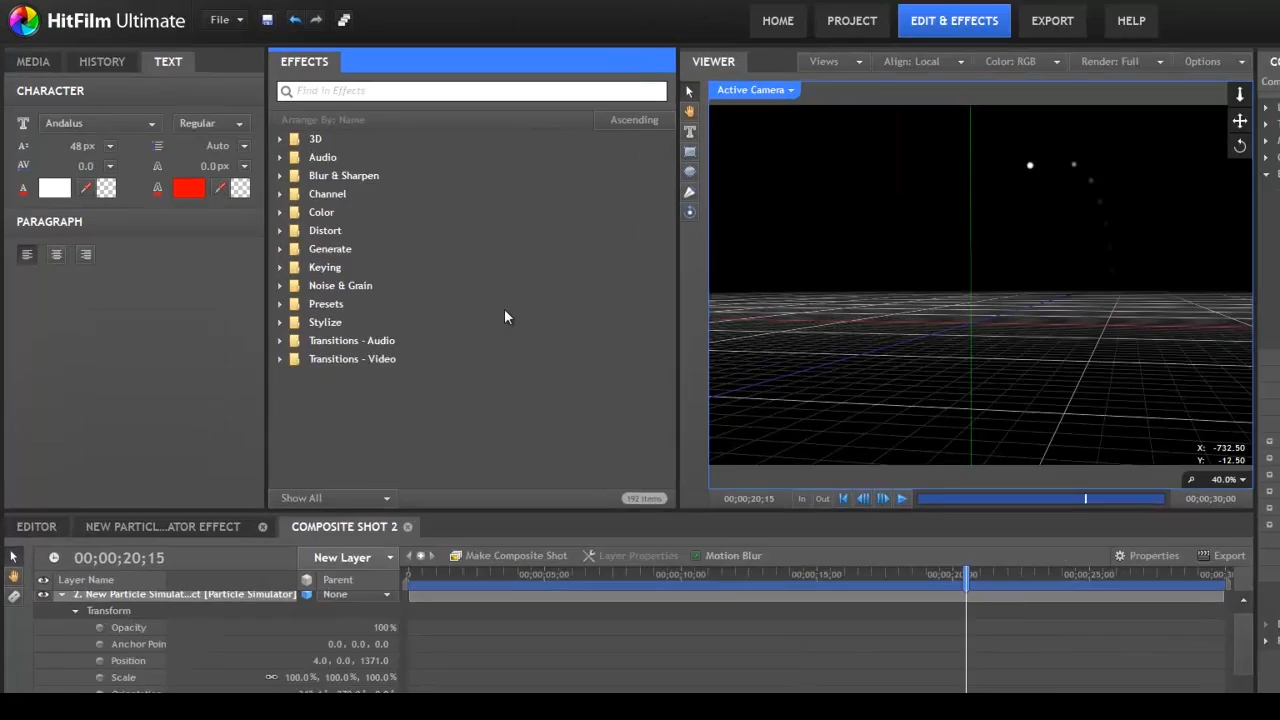 HitFilm Ultimate
File
HOME
PROJECT
EDIT & EFFECTS
EXPORT
HELP
MEDIA
HISTORY
TEXT
CHARACTER
Andalus
Regular
48 px
Auto
0.0
0.0px
PARAGRAPH
EFFECTS
Find in Effects
Arrange By: Name
Ascending
3D
Audio
Blur & Sharpen
Channel
Color
Distort
Generate
Keying
Noise & Grain
Presets
Stylize
Transitions - Audio
Transitions - Video
Show All
192 Items
VIEWER
Views
Align: Local
Color: RGB
Render: Full
Options
Active Camera
X: -732.50
Y: -12.50
40.0%
00;00;20;15
In
Out
00;00;30;00
EDITOR
NEW PARTICL...ATOR EFFECT
COMPOSITE SHOT 2
00;00;20;15
New Layer
Make Composite Shot
Layer Properties
Motion Blur
Properties
Export
Layer Name
Parent
0
00;00;05;00
00;00;10;00
00;00;15;00
00;00;25;00
2. New Particle Simulat...ct [Particle Simulator]
None
Transform
Opacity
100%
Anchor Poin
0.0, 0.0, 0.0
Position
4.0, 0.0, 1371.0
Scale
100.0%, 100.0%, 100.0%